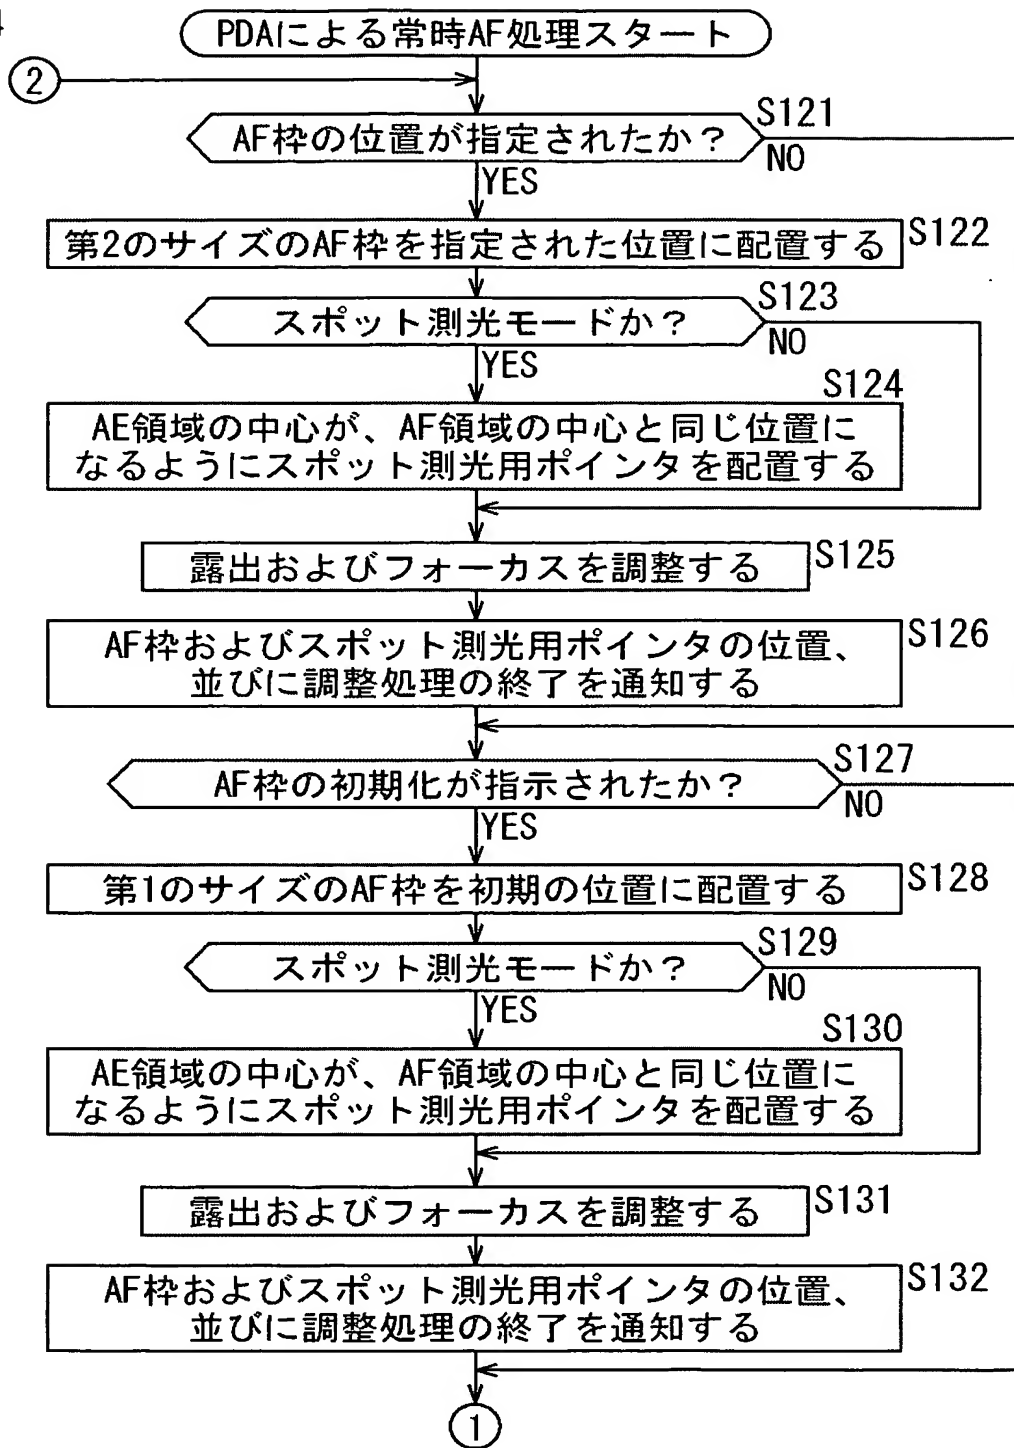 PDAによる常時AF処理スタート
2
S121
AF枠の位置が指定されたか？
NO
YES
第2のサイズのAF枠を指定された位置に配置する
S122
S123
スポット測光モードか？
NO
YES
S124
AE領域の中心が、AF領域の中心と同じ位置に
なるようにスポット測光用ポインタを配置する
露出およびフォーカスを調整する
S125
AF枠およびスポット測光用ポインタの位置、
並びに調整処理の終了を通知する
S126
S127
AF枠の初期化が指示されたか？
NO
YES
第1のサイズのAF枠を初期の位置に配置する
S128
S129
スポット測光モードか？
NO
YES
S130
AE領域の中心が、AF領域の中心と同じ位置に
なるようにスポット測光用ポインタを配置する
露出およびフォーカスを調整する
S131
AF枠およびスポット測光用ポインタの位置、
並びに調整処理の終了を通知する
S132
1